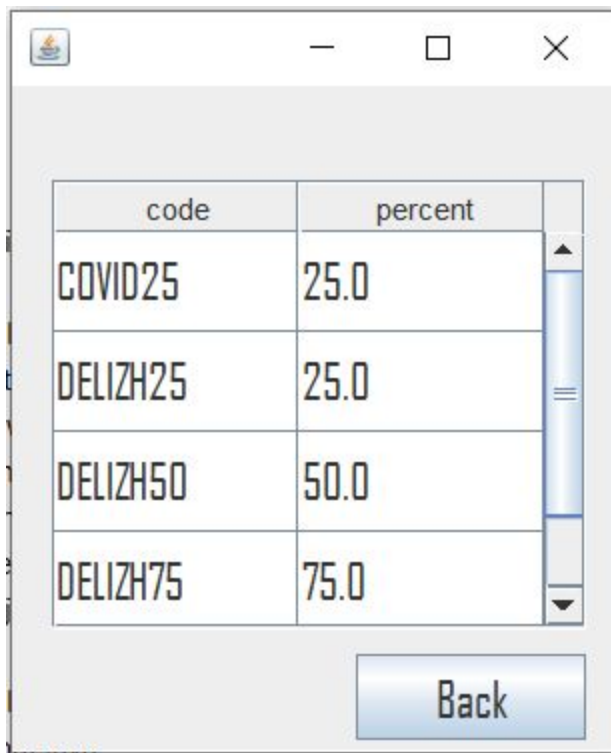 code percent
COVID25 25.0
DELIZH25 25.0
DELIZH50 50.0
DELIZH75 75.0
Back